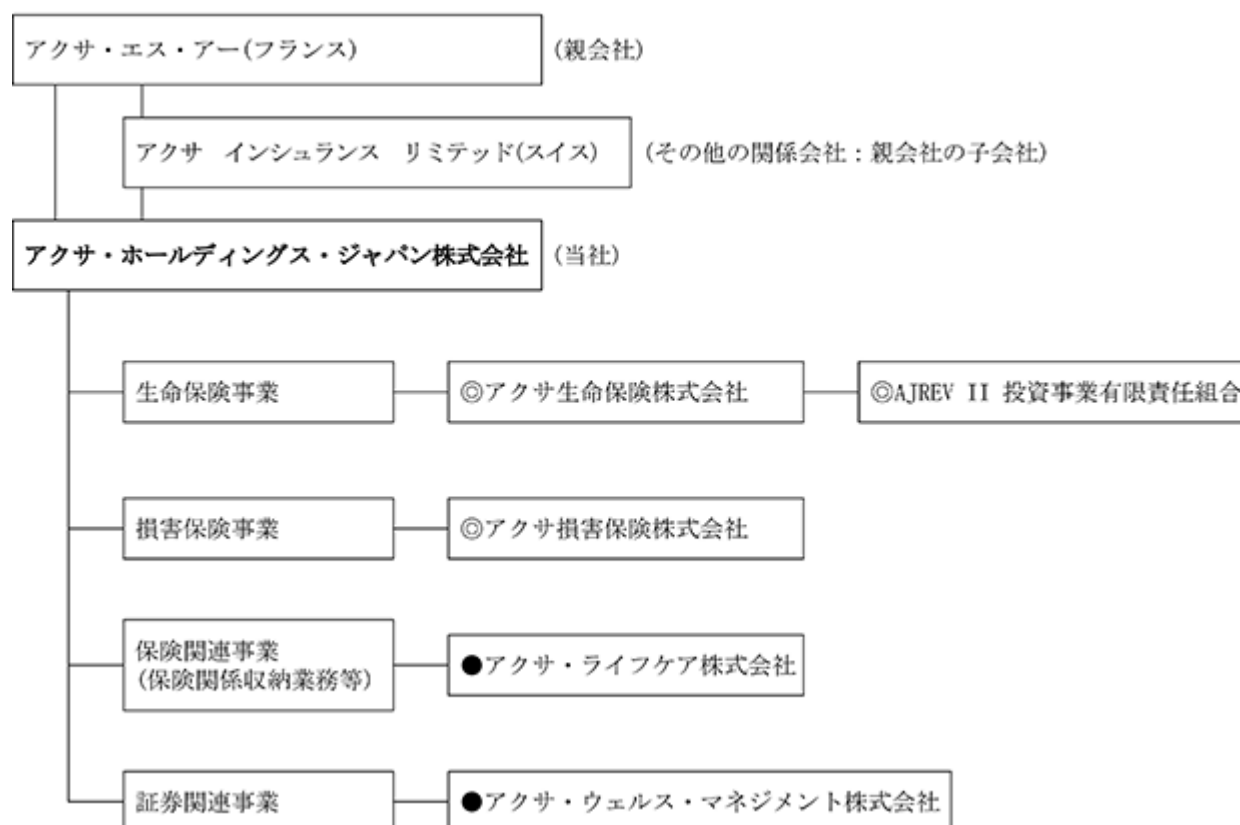 アクサ・エス・アー(フランス)
(親会社)
アクサ　インシュランス　リミテッド(スイス)
(その他の関係会社：親会社の子会社)
アクサ・ホールディングス・ジャパン株式会社
(当社)
生命保険事業
◎アクサ生命保険株式会社
◎AJREV II 投資事業有限責任組合
損害保険事業
◎アクサ損害保険株式会社
保険関連事業
(保険関係収納業務等)
●アクサ・ライフケア株式会社
証券関連事業
●アクサ・ウェルス・マネジメント株式会社